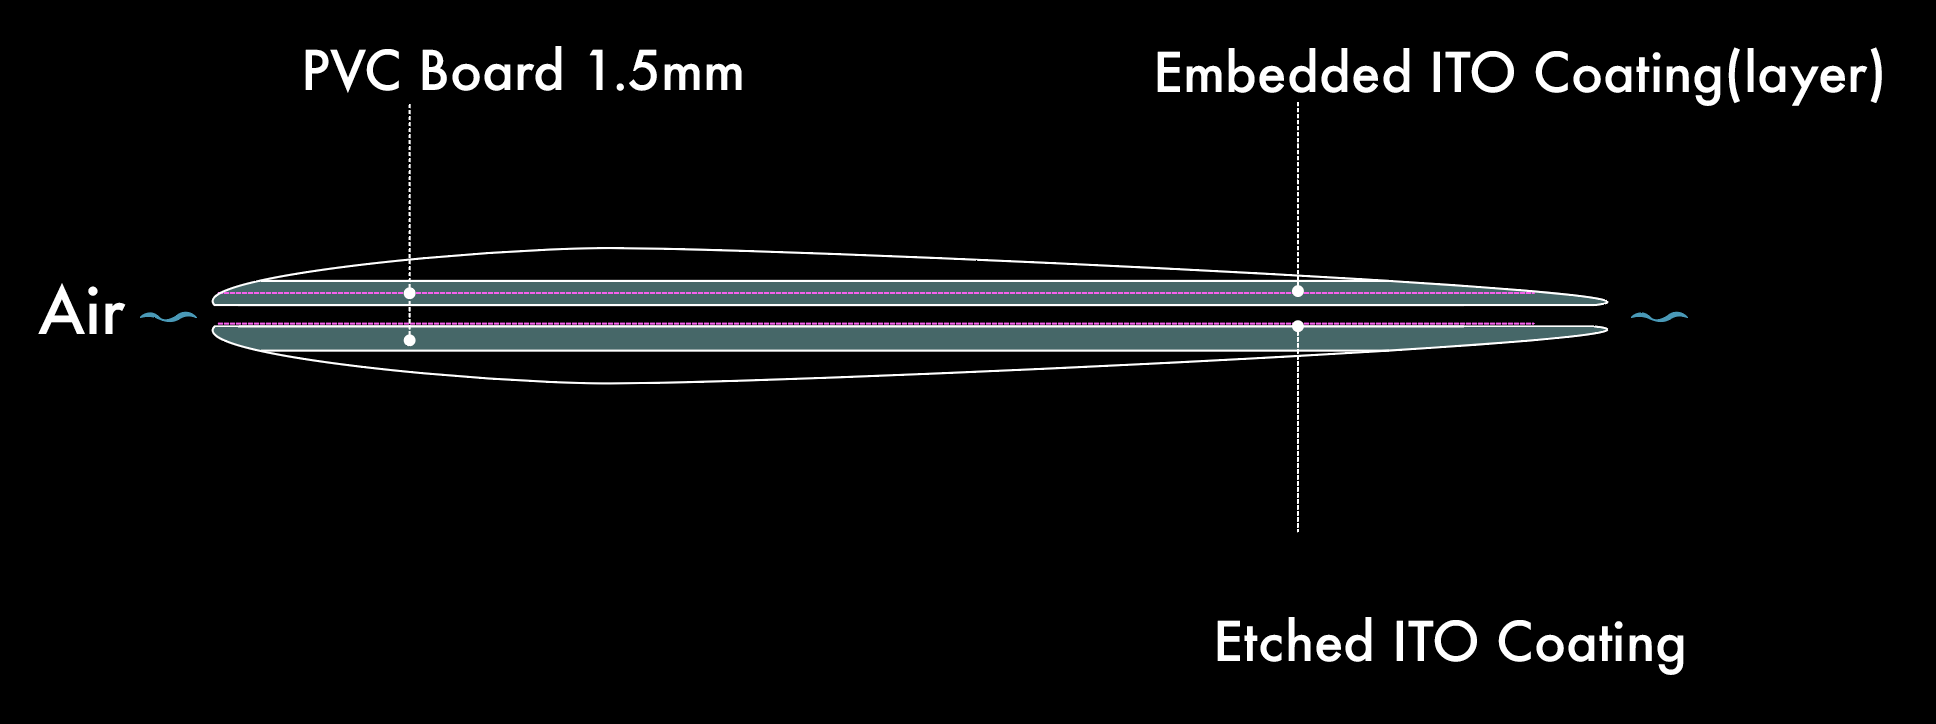 PVC Board 1.5mm
Embedded ITO Coating(layer)
Air
Etched ITO Coating